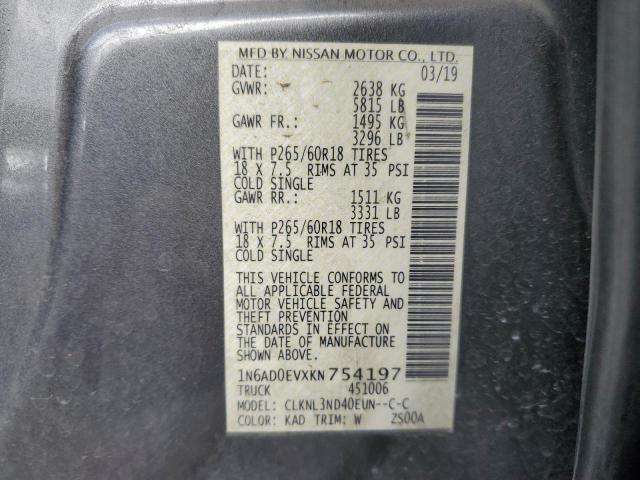 MFD BY NISSAN MOTOR CO., LTD.
DATE: 03/19
GVWR: 2638 KG
5815 LB
GAWR FR.: 1495 KG
3296 LB
WITH P265/60R18 TIRES
18 X 7.5 RIMS AT 35 PSI
COLD SINGLE
GAWR RR.: 1511 KG
3331 LB
WITH P265/60R18 TIRES
18 X 7.5 RIMS AT 35 PSI
COLD SINGLE
THIS VEHICLE CONFORMS TO
ALL APPLICABLE FEDERAL
MOTOR VEHICLE SAFETY AND
THEFT PREVENTION
STANDARDS IN EFFECT ON
THE DATE OF MANUFACTURE
SHOWN ABOVE.
1N6AD0EVXKN754197
TRUCK 451006
MODEL: CLKNL3ND40EUN--C-C
COLOR: KAD TRIM: W ZS00A